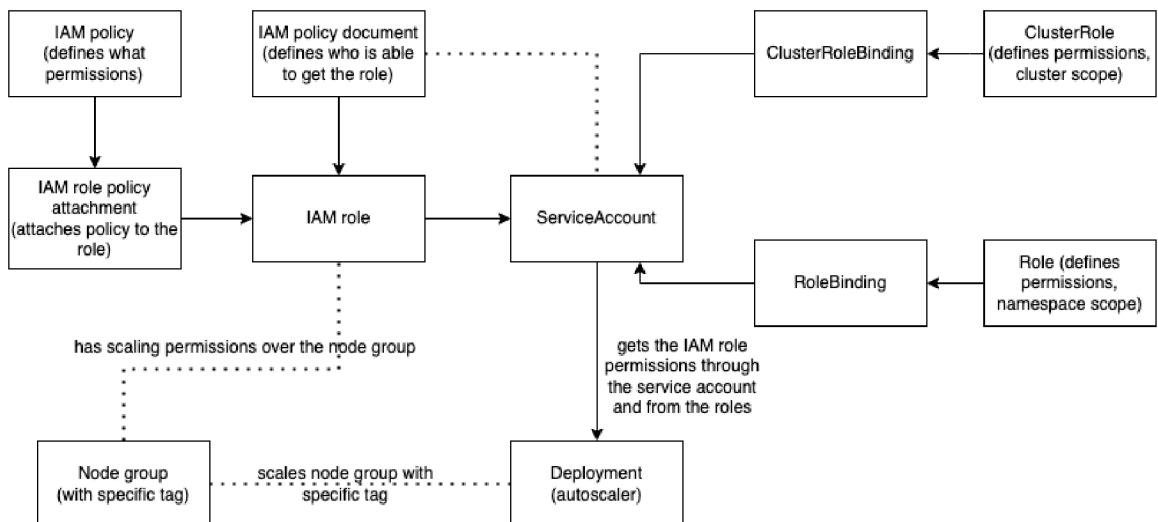 IAM policy
(defines what
permissions)
IAM policy document
(defines who is able
to get the role)
ClusterRoleBinding
ClusterRole
(defines permissions,
cluster scope)
IAM role policy
attachment
(attaches policy to the
role)
IAM role
ServiceAccount
RoleBinding
Role (defines
permissions,
namespace scope)
has scaling permissions over the node group
gets the IAM role
permissions through
the service account
and from the roles
Node group
(with specific tag)
scales node group with
specific tag
Deployment
(autoscaler)